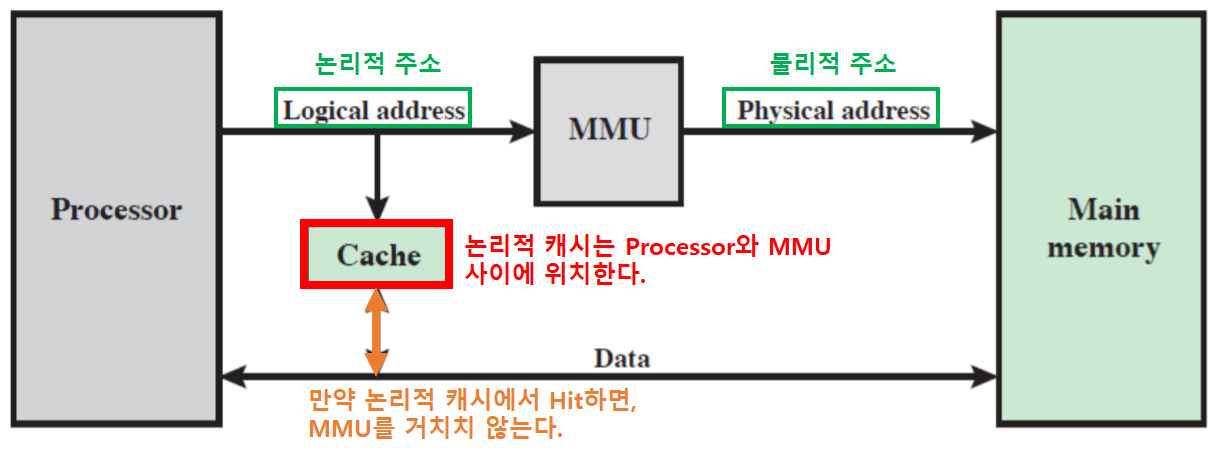 논리적 주소
물리적 주소
Logical address
MMU
Physical address
Processor
Cache
논리적 캐시는 Processor와 MMU
사이에 위치한다.
Main
memory
Data
만약 논리적 캐시에서 Hit하면,
MMU를 거치치 않는다.